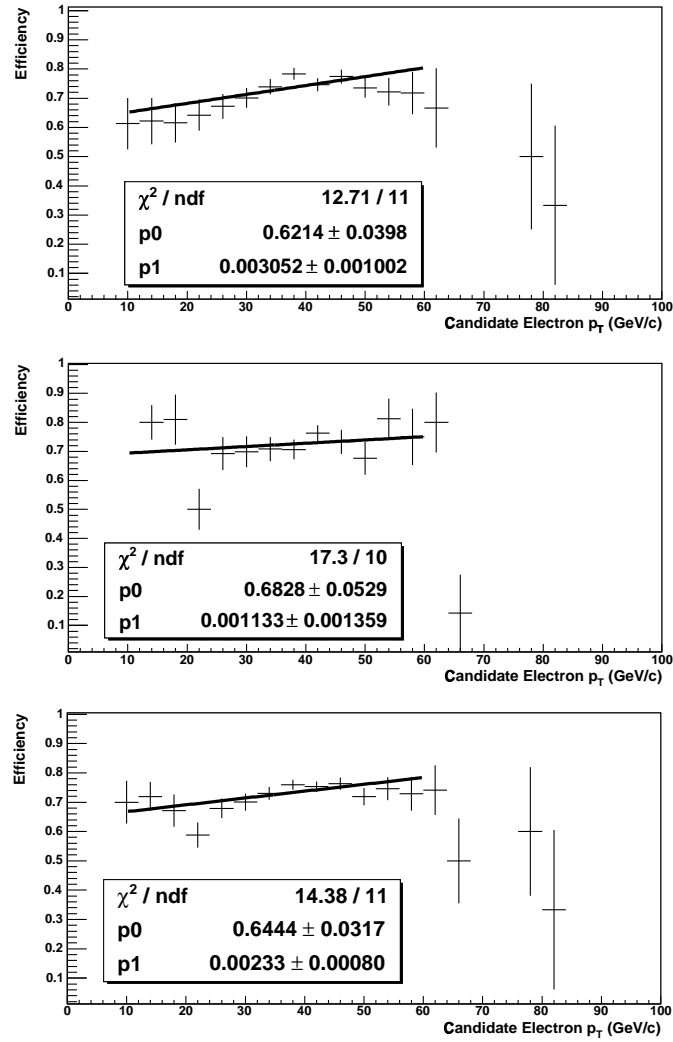 Efficiency
1
0.9
0.8
0.7
0.6
0.5
0.4
0.3
0.2
0.1
χ² / ndf 12.71 / 11
p0 0.6214 ± 0.0398
p1 0.003052 ± 0.001002
0 10 20 30 40 50 60 70 80 90 100
Candidate Electron p_T (GeV/c)
Efficiency
1
0.9
0.8
0.7
0.6
0.5
0.4
0.3
0.2
0.1
χ² / ndf 17.3 / 10
p0 0.6828 ± 0.0529
p1 0.001133 ± 0.001359
0 10 20 30 40 50 60 70 80 90 100
Candidate Electron p_T (GeV/c)
Efficiency
1
0.9
0.8
0.7
0.6
0.5
0.4
0.3
0.2
0.1
χ² / ndf 14.38 / 11
p0 0.6444 ± 0.0317
p1 0.00233 ± 0.00080
0 10 20 30 40 50 60 70 80 90 100
Candidate Electron p_T (GeV/c)